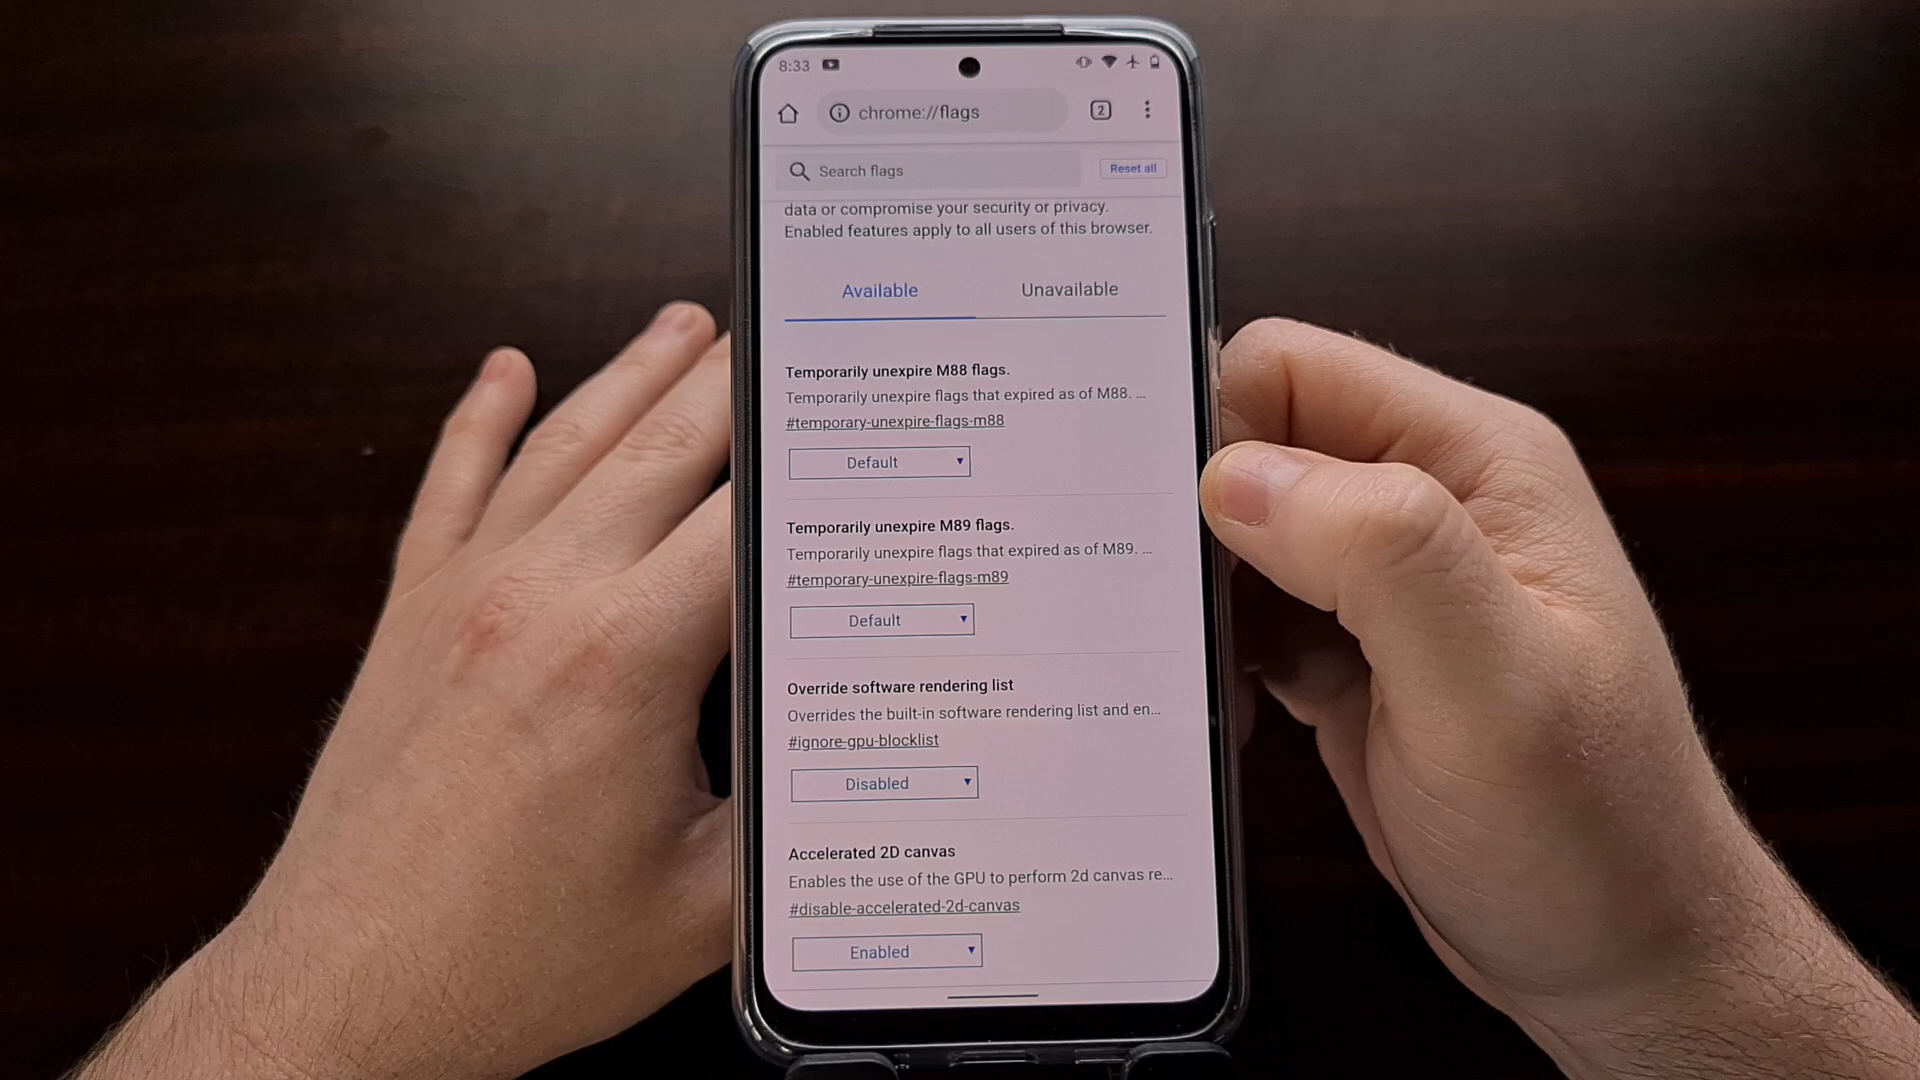 8:33
chrome://flags
2
Search flags
Reset all
data or compromise your security or privacy.
Enabled features apply to all users of this browser.
Available
Unavailable
Temporarily unexpire M88 flags.
Temporarily unexpire flags that expired as of M88. ...
#temporary-unexpire-flags-m88
Default
Temporarily unexpire M89 flags.
Temporarily unexpire flags that expired as of M89. ...
#temporary-unexpire-flags-m89
Default
Override software rendering list
Overrides the built-in software rendering list and en...
#ignore-gpu-blocklist
Disabled
Accelerated 2D canvas
Enables the use of the GPU to perform 2d canvas re...
#disable-accelerated-2d-canvas
Enabled